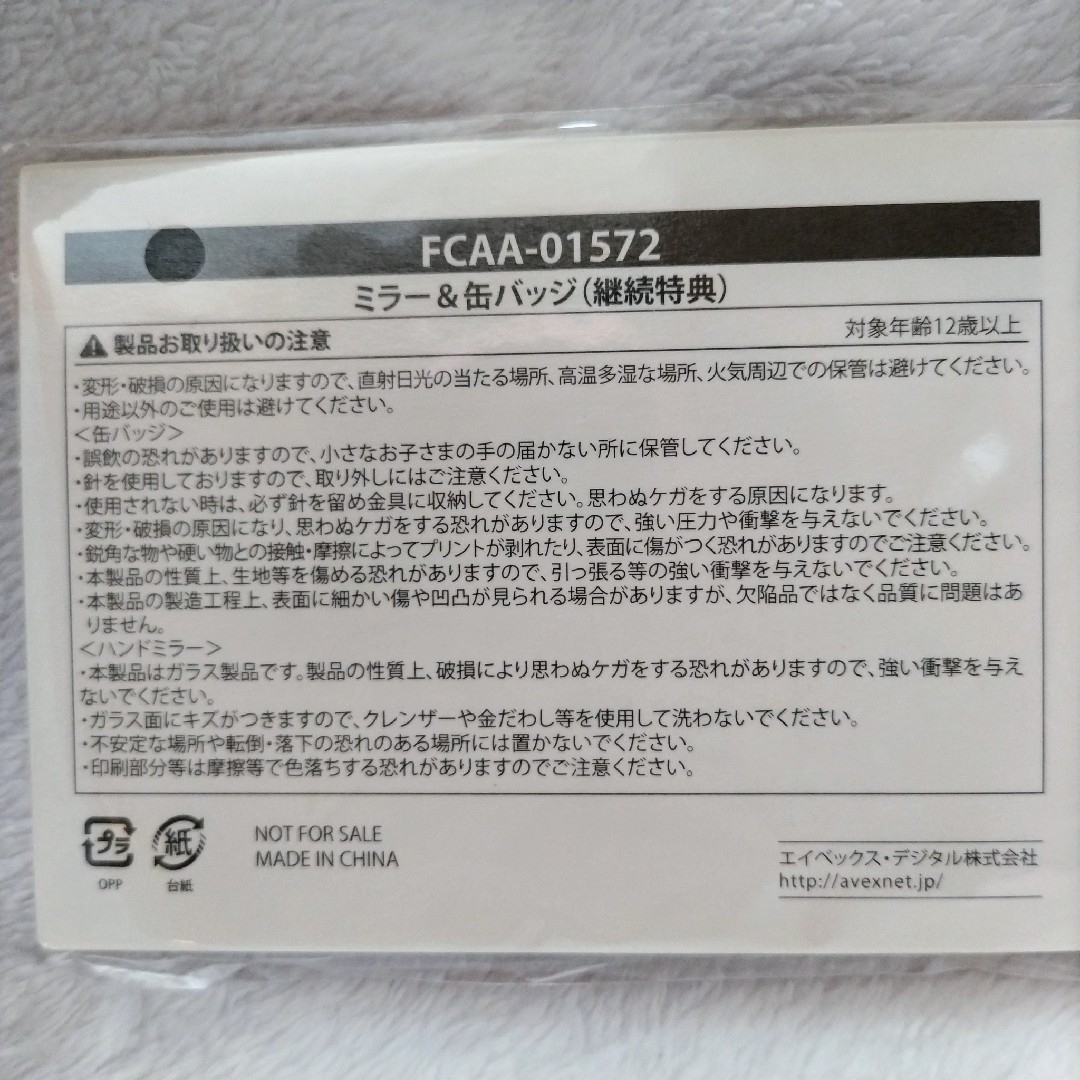 FCAA-01572
ミラー&缶バッジ(継続特典)
製品お取り扱いの注意
対象年齢12歳以上
・変形・破損の原因になりますので、直射日光の当たる場所、高温多湿な場所、火気周辺での保管は避けてください。
・用途以外のご使用は避けてください。
<缶バッジ>
・誤飲の恐れがありますので、小さなお子さまの手の届かない所に保管してください。
・針を使用しておりますので、取り外しにはご注意ください。
・使用されない時は、必ず針を留め金具に収納してください。思わぬケガをする原因になります。
・変形・破損の原因になり、思わぬケガをする恐れがありますので、強い圧力や衝撃を与えないでください。
・鋭角な物や硬い物との接触・摩擦によってプリントが剥れたり、表面に傷がつく恐れがありますのでご注意ください。
・本製品の性質上、生地等を傷める恐れがありますので、引っ張る等の強い衝撃を与えないでください。
・本製品の製造工程上、表面に細かい傷や凹凸が見られる場合がありますが、欠陥品ではなく品質に問題はあ
りません。
<ハンドミラー>
・本製品はガラス製品です。製品の性質上、破損により思わぬケガをする恐れがありますので、強い衝撃を与え
ないでください。
・ガラス面にキズがつきますので、クレンザーや金だわし等を使用して洗わないでください。
・不安定な場所や転倒・落下の恐れのある場所には置かないでください。
・印刷部分等は摩擦等で色落ちする恐れがありますのでご注意ください。
プラ
OPP
紙
台紙
NOT FOR SALE
MADE IN CHINA
エイベックス・デジタル株式会社
http://avexnet.jp/